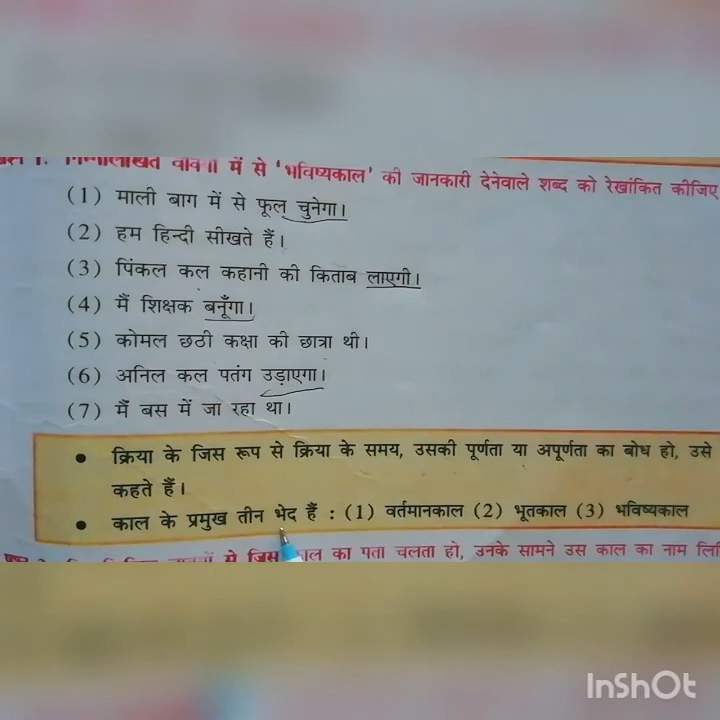 में से 'भविष्यकाल' की जानकारी देनेवाले शब्द को रेखांकित कीजिए
(1) माली बाग में से फूल चुनेगा।
(2) हम हिन्दी सीखते हैं।
(3) पिंकल कल कहानी की किताब लाएगी।
(4) मैं शिक्षक बनूँगा।
(5) कोमल छठी कक्षा की छात्रा थी।
(6) अनिल कल पतंग उड़ाएगा।
(7) मैं बस में जा रहा था।
• क्रिया के जिस रूप से क्रिया के समय, उसकी पूर्णता या अपूर्णता का बोध हो, उसे
कहते हैं।
• काल के प्रमुख तीन भेद हैं : (1) वर्तमानकाल (2) भूतकाल (3) भविष्यकाल
में जिस काल का पता चलता हो, उनके सामने उस काल का नाम
InShOt